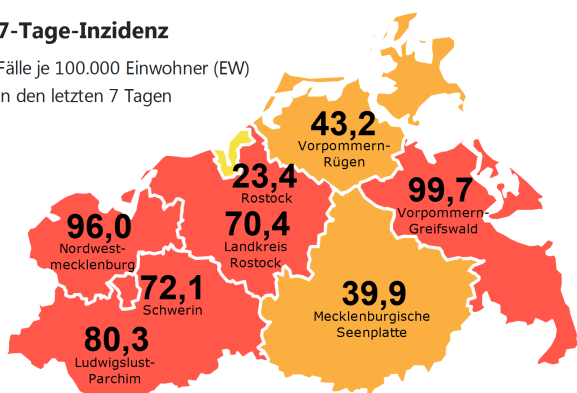 7-Tage-Inzidenz
Fälle je 100.000 Einwohner (EW)
in den letzten 7 Tagen
43,2
Vorpommern-
Rügen
23,4
Rostock
99,7
Vorpommern-
Greifswald
96,0
Nordwest-
mecklenburg
70,4
Landkreis
Rostock
72,1
Schwerin
39,9
Mecklenburgische
Seenplatte
80,3
Ludwigslust-
Parchim